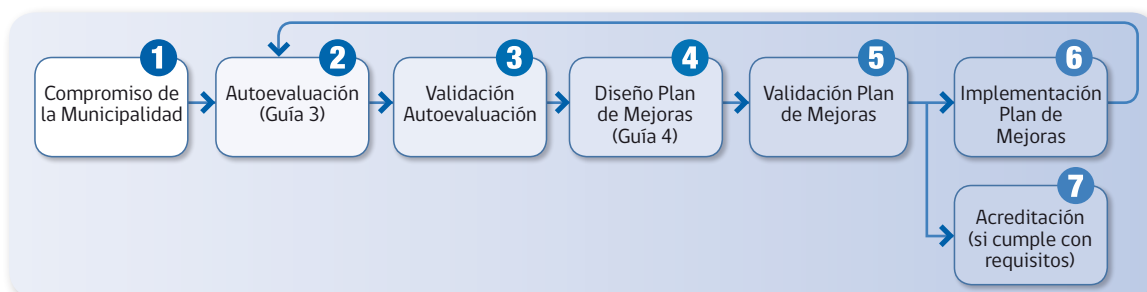 1
Compromiso de
la Municipalidad
2
Autoevaluación
(Guía 3)
3
Validación
Autoevaluación
4
Diseño Plan
de Mejoras
(Guía 4)
5
Validación Plan
de Mejoras
6
Implementación
Plan de
Mejoras
7
Acreditación
(si cumple con
requisitos)